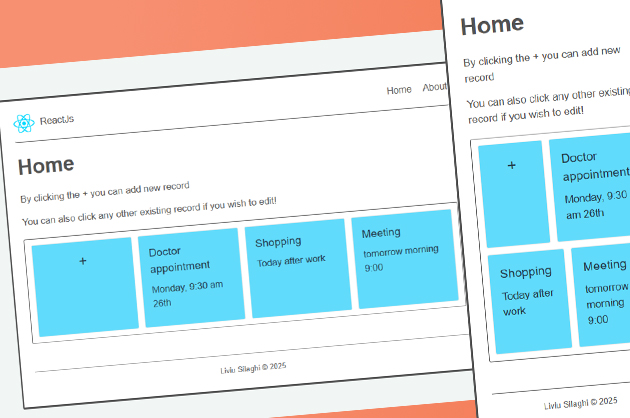 ReactJs
Home
About
Home
By clicking the + you can add new record
You can also click any other existing record if you wish to edit!
+
Doctor
appointment
Monday, 9:30 am
26th
Shopping
Today after work
Meeting
tomorrow morning
9:00
Liviu Silaghi © 2025
Home
By clicking the + you can add new
record
You can also click any other existing
record if you wish to edit!
+
Doctor
appointment
Monday, 9:30
am 26th
Shopping
Today after
work
Meeting
tomorrow
morning
9:00
Liviu Silaghi © 2025